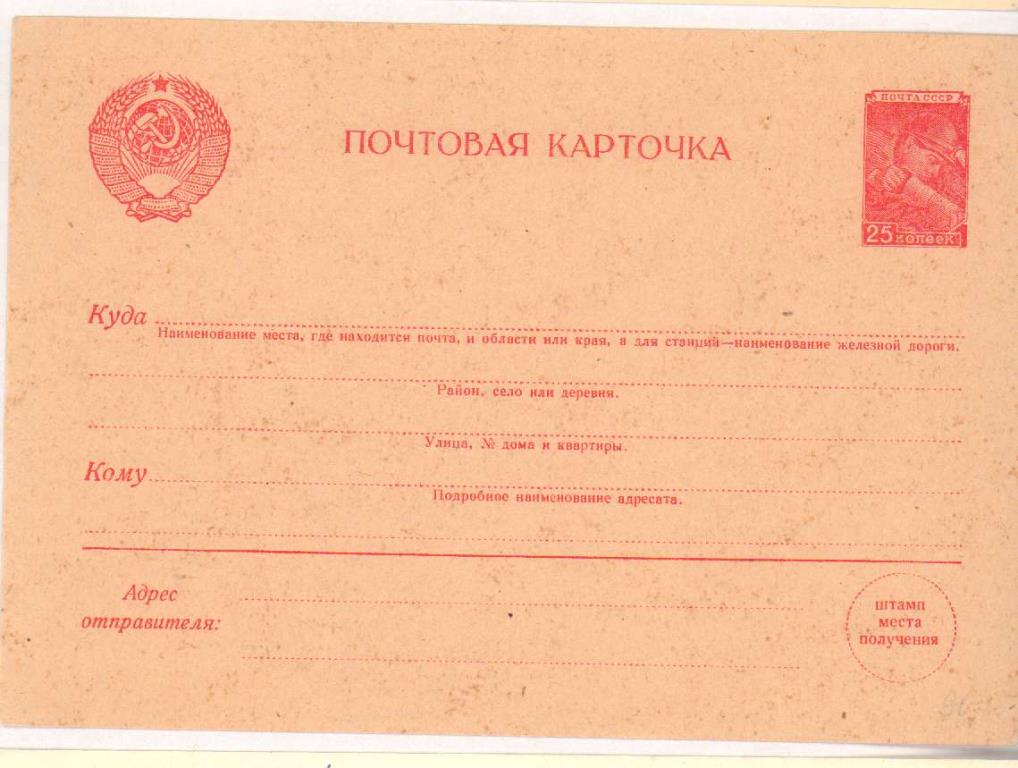 ПОЧТА СССР
ПОЧТОВАЯ КАРТОЧКА
25 копеек
Куда
Наименование места, где находится почта, и области или края, а для станций—наименование железной дороги.
Район, село или деревня.
Улица, № дома и квартиры.
Кому
Подробное наименование адресата.
Адрес
отправителя:
штамп
места
получения